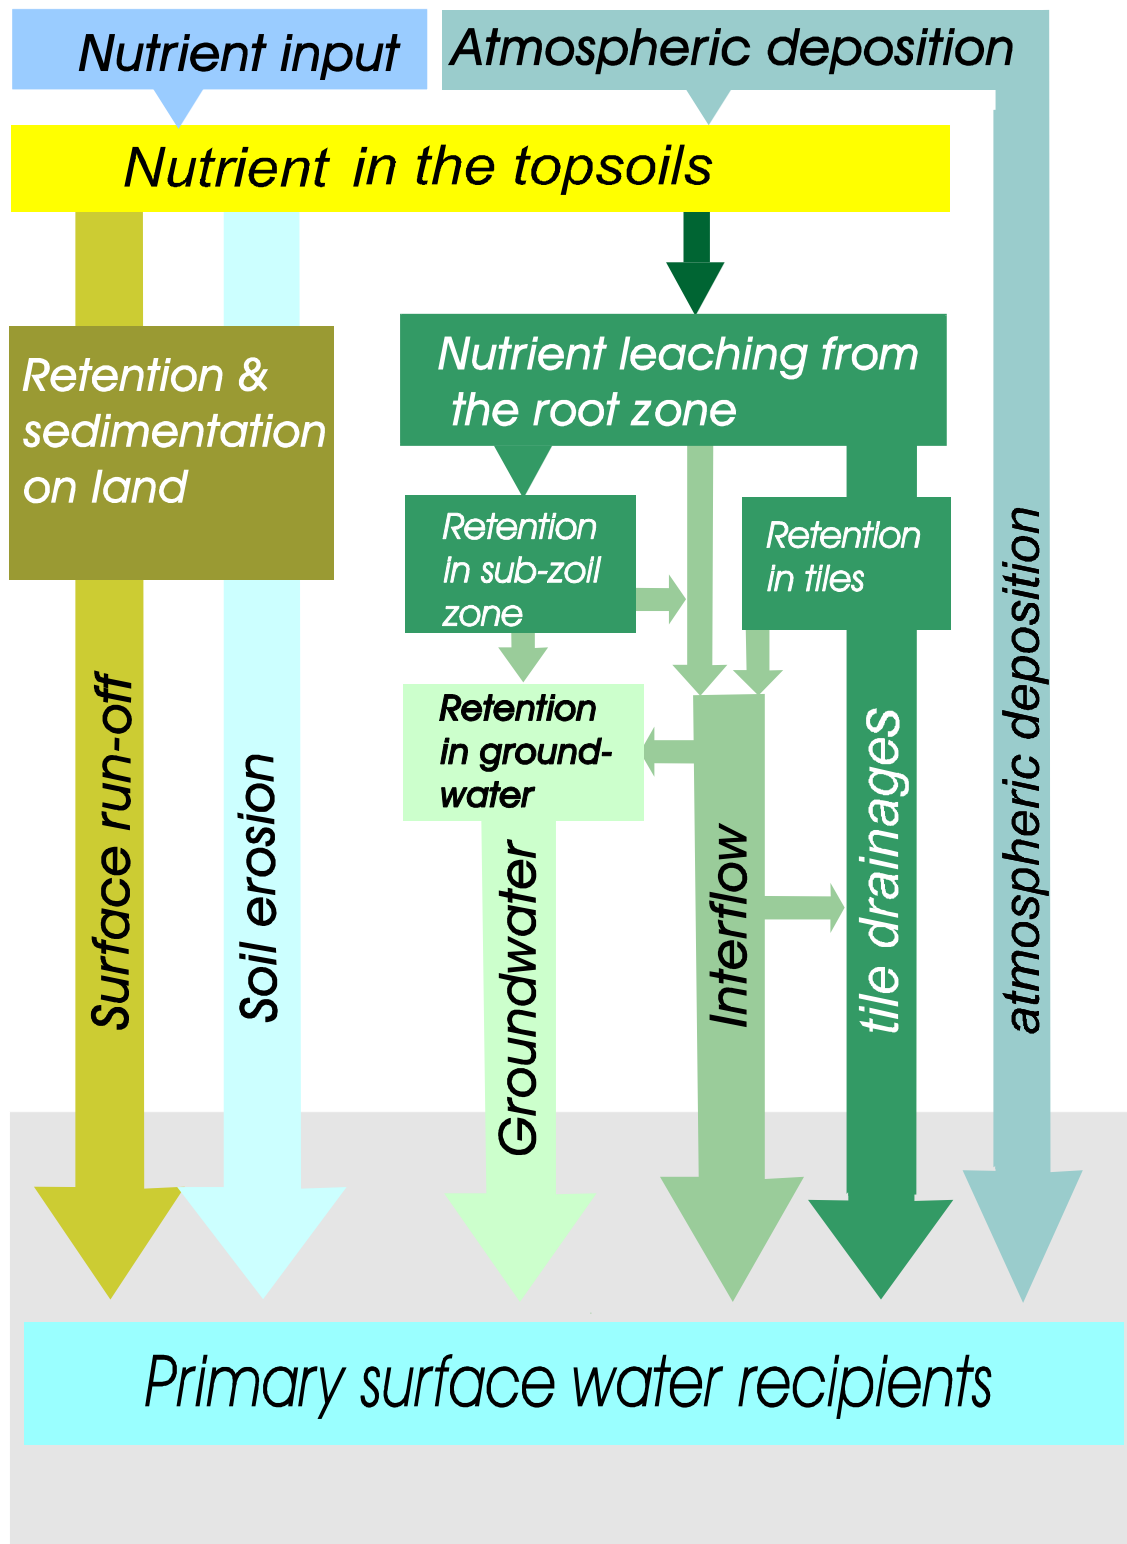 Nutrient input
Atmospheric deposition
Nutrient in the topsoils
Retention &
sedimentation
on land
Nutrient leaching from
the root zone
Retention
in sub-zoil
zone
Retention
in tiles
Retention
in ground-
water
Surface run-off
Soil erosion
Groundwater
Interflow
tile drainages
atmospheric deposition
Primary surface water recipients